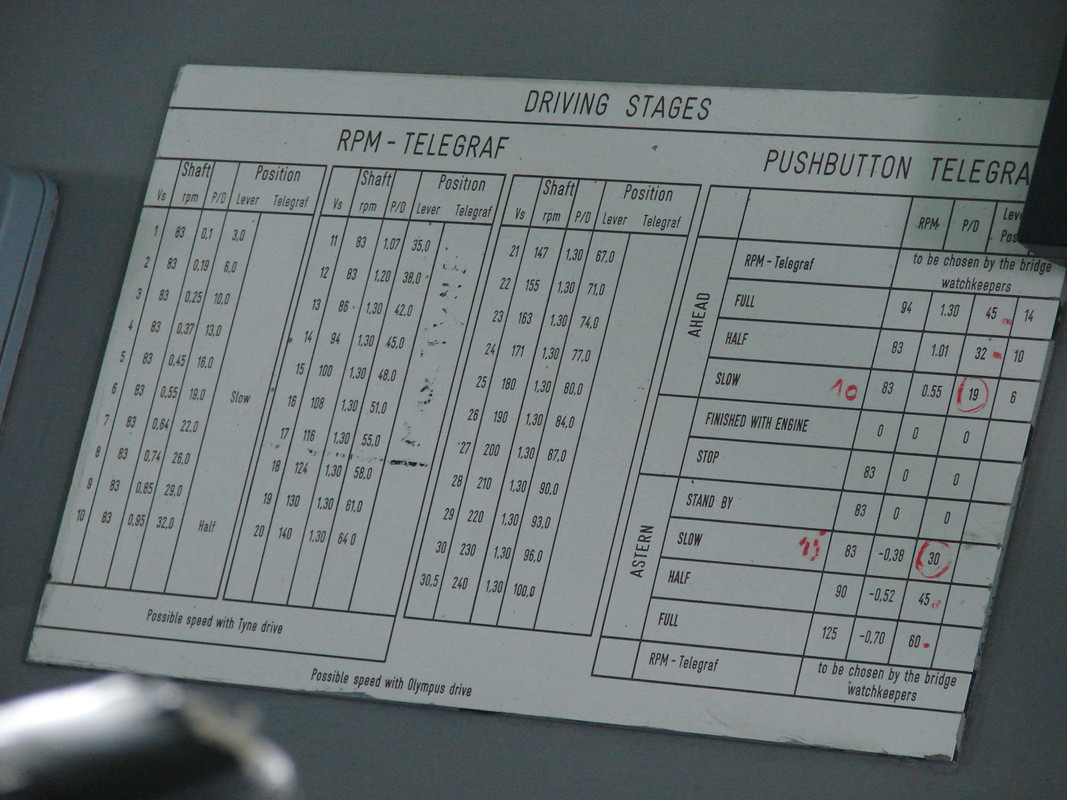 DRIVING STAGES
RPM - TELEGRAF
Vs Shaft rpm P/D Position Lever Telegraf
1 83 0,1 3,0
2 83 0,19 6,0
3 83 0,25 10,0
4 83 0,37 13,0
5 83 0,45 16,0
6 83 0,55 19,0 Slow
7 83 0,64 22,0
8 83 0,74 26,0
9 83 0,85 29,0
10 83 0,95 32,0 Half
Vs Shaft rpm P/D Position Lever Telegraf
11 83 1,07 35,0
12 83 1,20 38,0
13 86 1,30 42,0
14 94 1,30 45,0
15 100 1,30 48,0
16 108 1,30 51,0
17 116 1,30 55,0
18 124 1,30 58,0
19 130 1,30 61,0
20 140 1,30 64 0
Vs Shaft rpm P/D Position Lever Telegraf
21 147 1,30 67,0
22 155 1,30 71,0
23 163 1,30 74,0
24 171 1,30 77,0
25 180 1,30 80,0
26 190 1,30 84,0
27 200 1,30 87,0
28 210 1,30 90,0
29 220 1,30 93,0
30 230 1,30 96,0
30,5 240 1,30 100,0
Possible speed with Tyne drive
Possible speed with Olympus drive
PUSHBUTTON TELEGRA
RPM P/D
AHEAD
RPM - Telegraf to be chosen by the bridge
watchkeepers
FULL 94 1.30 45 14
HALF 83 1.01 32 10
SLOW 10 83 0.55 19 6
FINISHED WITH ENGINE 0 0 0
STOP 83 0 0
ASTERN
STAND BY 83 0 0
SLOW 83 -0,38 30
HALF 90 -0,52 45
FULL 125 -0,70 60
RPM - Telegraf to be chosen by the bridge
watchkeepers